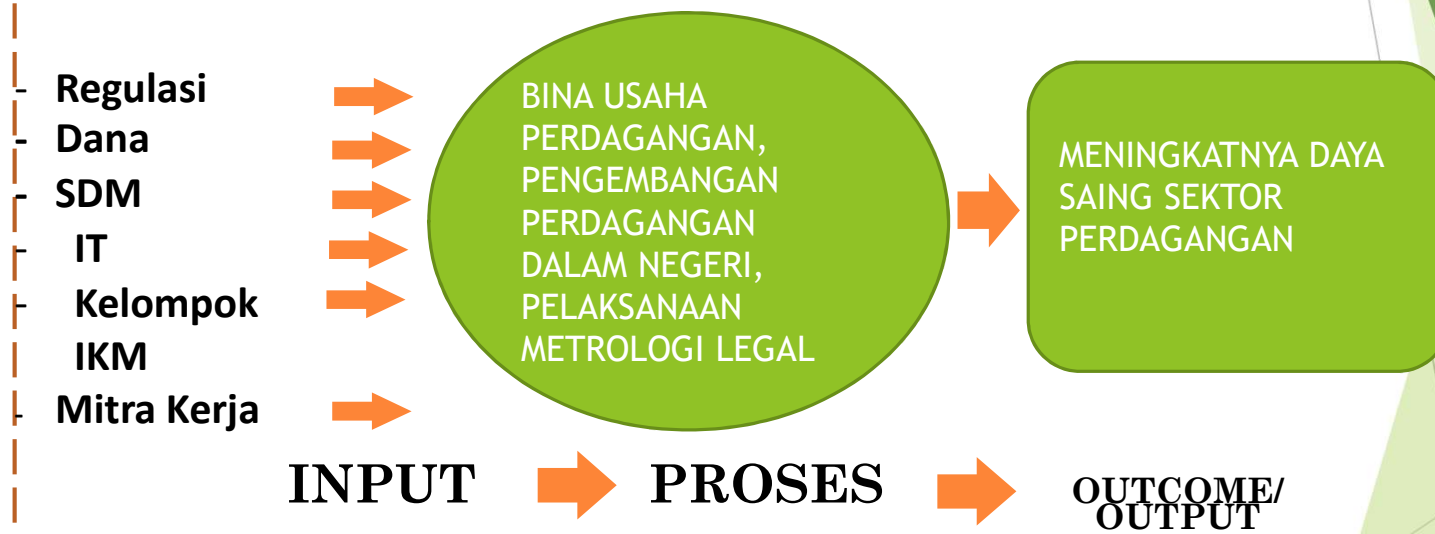 - Regulasi
- Dana
- SDM
- IT
- Kelompok
IKM
- Mitra Kerja
BINA USAHA
PERDAGANGAN,
PENGEMBANGAN
PERDAGANGAN
DALAM NEGERI,
PELAKSANAAN
METROLOGI LEGAL
MENINGKATNYA DAYA
SAING SEKTOR
PERDAGANGAN
INPUT
PROSES
OUTCOME/
OUTPUT